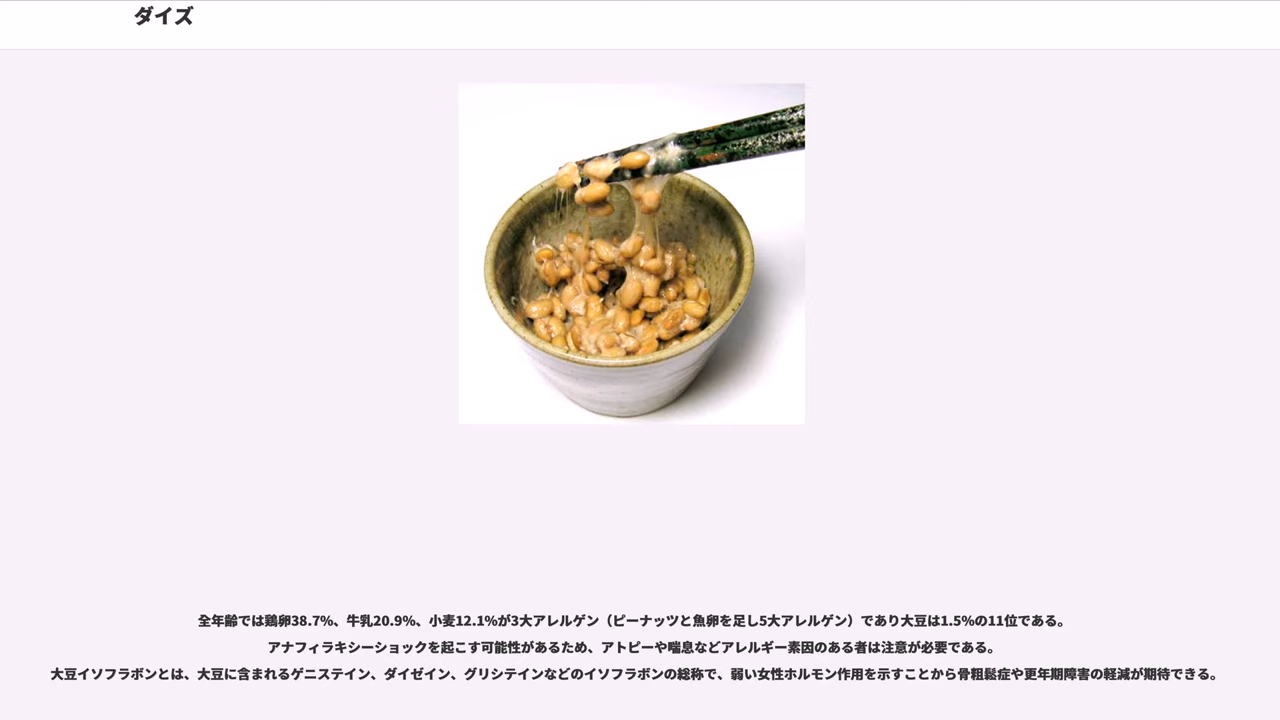 ダイズ
全年齢では鶏卵38.7%、牛乳20.9%、小麦12.1%が3大アレルゲン（ピーナッツと魚卵を足し5大アレルゲン）であり大豆は1.5%の11位である。
アナフィラキシーショックを起こす可能性があるため、アトピーや喘息などアレルギー素因のある者は注意が必要である。
大豆イソフラボンとは、大豆に含まれるゲニステイン、ダイゼイン、グリシテインなどのイソフラボンの総称で、弱い女性ホルモン作用を示すことから骨粗鬆症や更年期障害の軽減が期待できる。